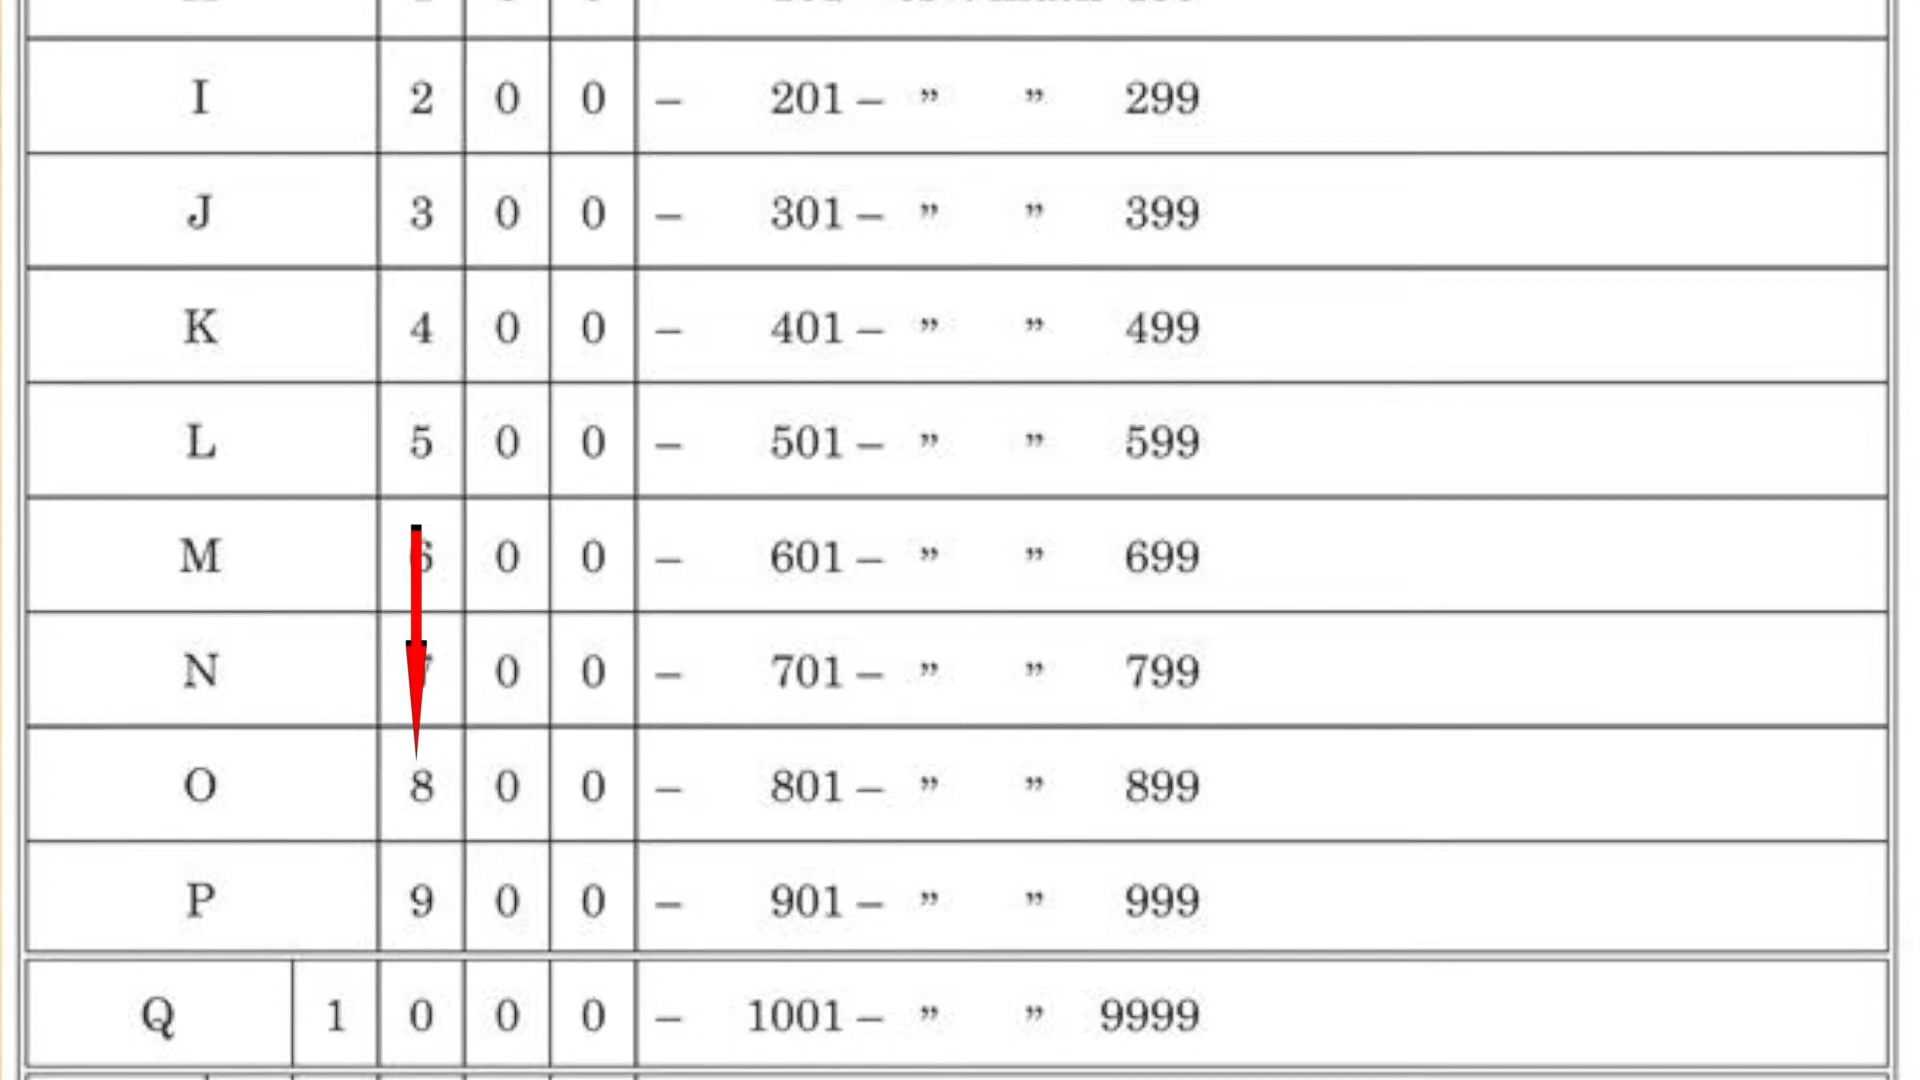 I 2 0 0 – 201 – ” ” 299
J 3 0 0 – 301 – ” ” 399
K 4 0 0 – 401 – ” ” 499
L 5 0 0 – 501 – ” ” 599
M 6 0 0 – 601 – ” ” 699
N 7 0 0 – 701 – ” ” 799
O 8 0 0 – 801 – ” ” 899
P 9 0 0 – 901 – ” ” 999
Q 1 0 0 0 – 1001 – ” ” 9999